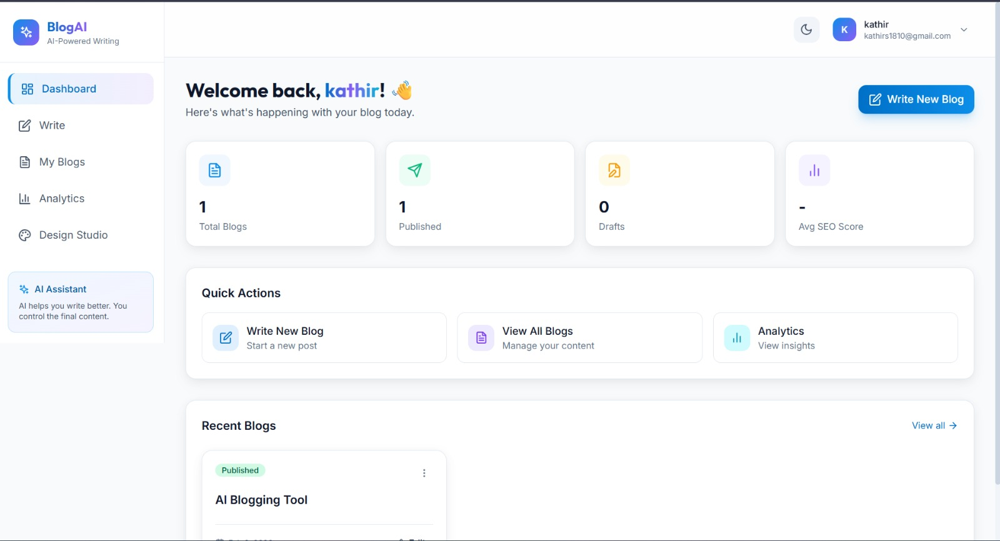 BlogAI
AI-Powered Writing
kathir
kathirs1810@gmail.com
K
Dashboard
Write
My Blogs
Analytics
Design Studio
AI Assistant
AI helps you write better. You
control the final content.
Welcome back, kathir! 👋
Here's what's happening with your blog today.
Write New Blog
1
Total Blogs
1
Published
0
Drafts
-
Avg SEO Score
Quick Actions
Write New Blog
Start a new post
View All Blogs
Manage your content
Analytics
View insights
Recent Blogs
View all →
Published
AI Blogging Tool